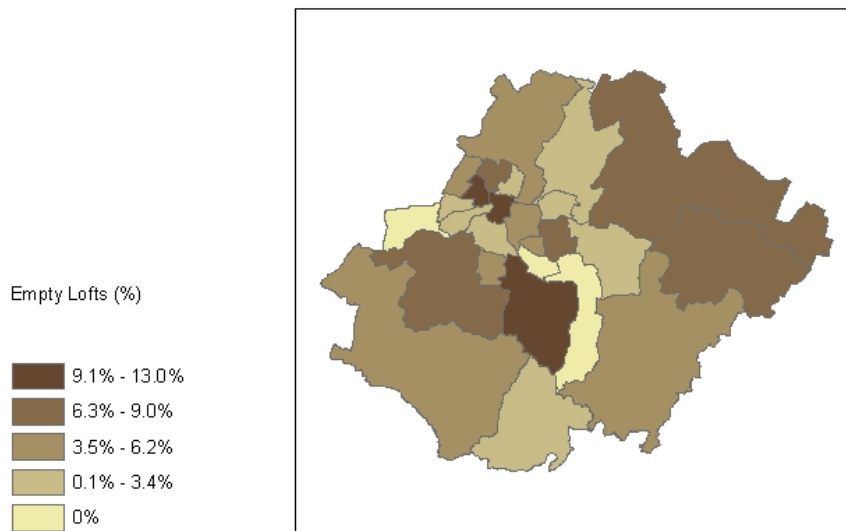 Empty Lofts (%)
9.1% - 13.0%
6.3% - 9.0%
3.5% - 6.2%
0.1% - 3.4%
0%